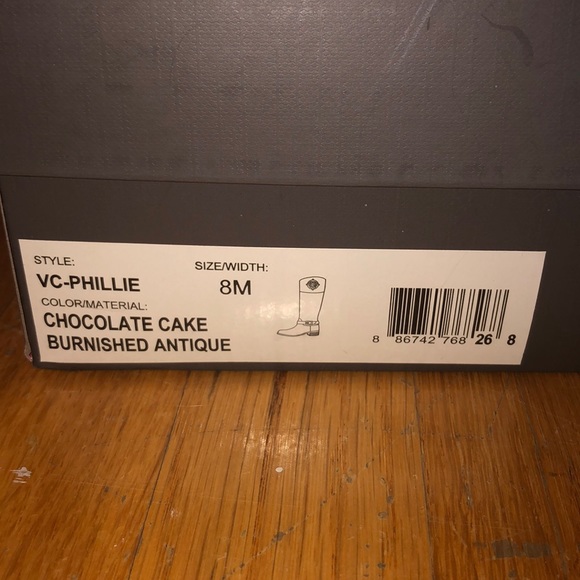 STYLE:
VC-PHILLIE
SIZE/WIDTH:
8M
COLOR/MATERIAL:
CHOCOLATE CAKE
BURNISHED ANTIQUE
8 86742 768 26 8